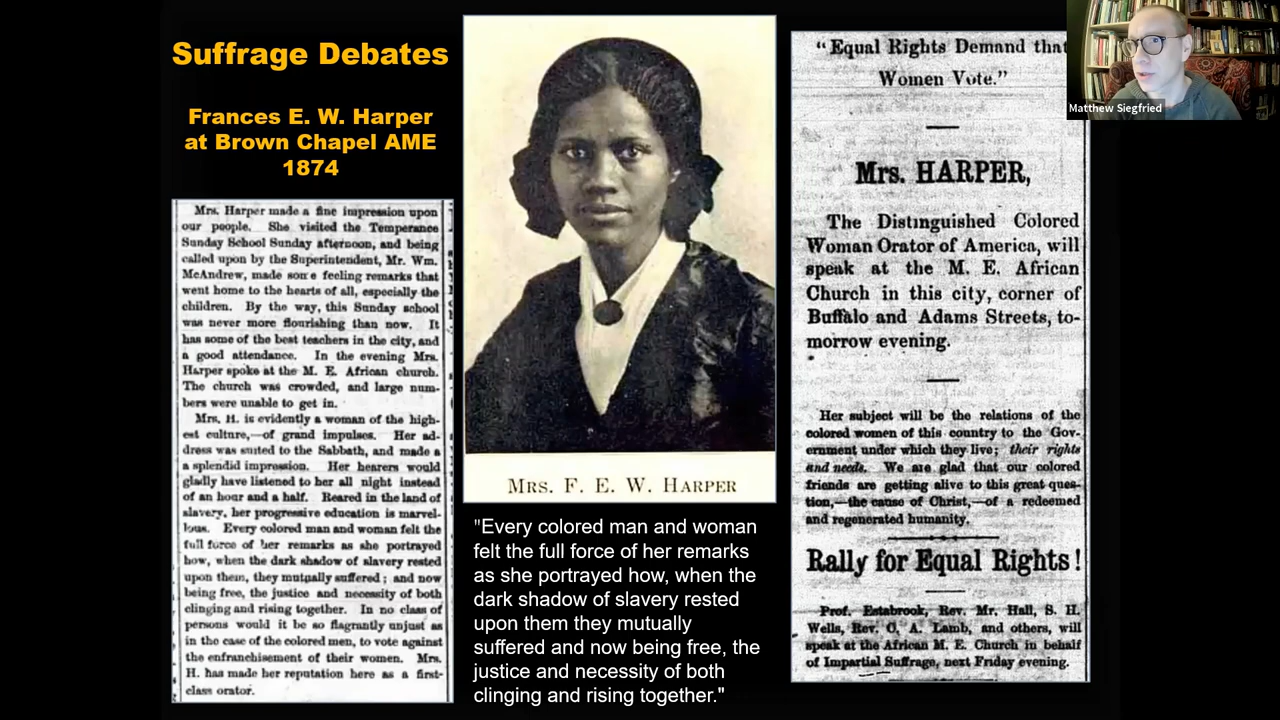 Suffrage Debates
Frances E. W. Harper
at Brown Chapel AME
1874
Mrs. Harper made a fine impression upon
our people. She visited the Temperance
Sunday School Sunday afternoon, and being
called upon by the Superintendent, Mr. Wm.
McAndrew, made some feeling remarks that
went home to the hearts of all, especially the
children. By the way, this Sunday school
was never more flourishing than now. It
has some of the best teachers in the city, and
a good attendance. In the evening Mrs.
Harper spoke at the M. E. African church.
The church was crowded, and large num-
bers were unable to get in.
Mrs. H. is evidently a woman of the high-
est culture,—of grand impulses. Her ad-
dress was suited to the Sabbath, and made a
a splendid impression. Her hearers would
gladly have listened to her all night instead
of an hour and a half. Reared in the land of
slavery, her progressive education is marvel-
lous. Every colored man and woman felt the
full force of her remarks as she portrayed
how, when the dark shadow of slavery rested
upon them, they mutually suffered; and now
being free, the justice and necessity of both
clinging and rising together. In no class of
persons would it be so flagrantly unjust as
in the case of the colored men, to vote against
the enfranchisement of their women. Mrs.
H. has made her reputation here as a first-
class orator.
MRS. F. E. W. HARPER
"Every colored man and woman
felt the full force of her remarks
as she portrayed how, when the
dark shadow of slavery rested
upon them they mutually
suffered and now being free, the
justice and necessity of both
clinging and rising together."
"Equal Rights Demand that
Women Vote."
Mrs. HARPER,
The Distinguished Colored
Woman Orator of America, will
speak at the M. E. African
Church in this city, corner of
Buffalo and Adams Streets, to-
morrow evening.
Her subject will be the relations of the
colored women of this country to the Gov-
ernment under which they live; their rights
and needs. We are glad that our colored
friends are getting alive to this great ques-
tion,—the cause of Christ,—of a redeemed
and regenerated humanity.
Rally for Equal Rights!
Prof. Estabrook, Rev. Mr. Hall, S. H.
Wells, Rev. C. A. Lamb, and others, will
speak at the African M. E. Church in behalf
of Impartial Suffrage, next Friday evening.
Matthew Siegfried